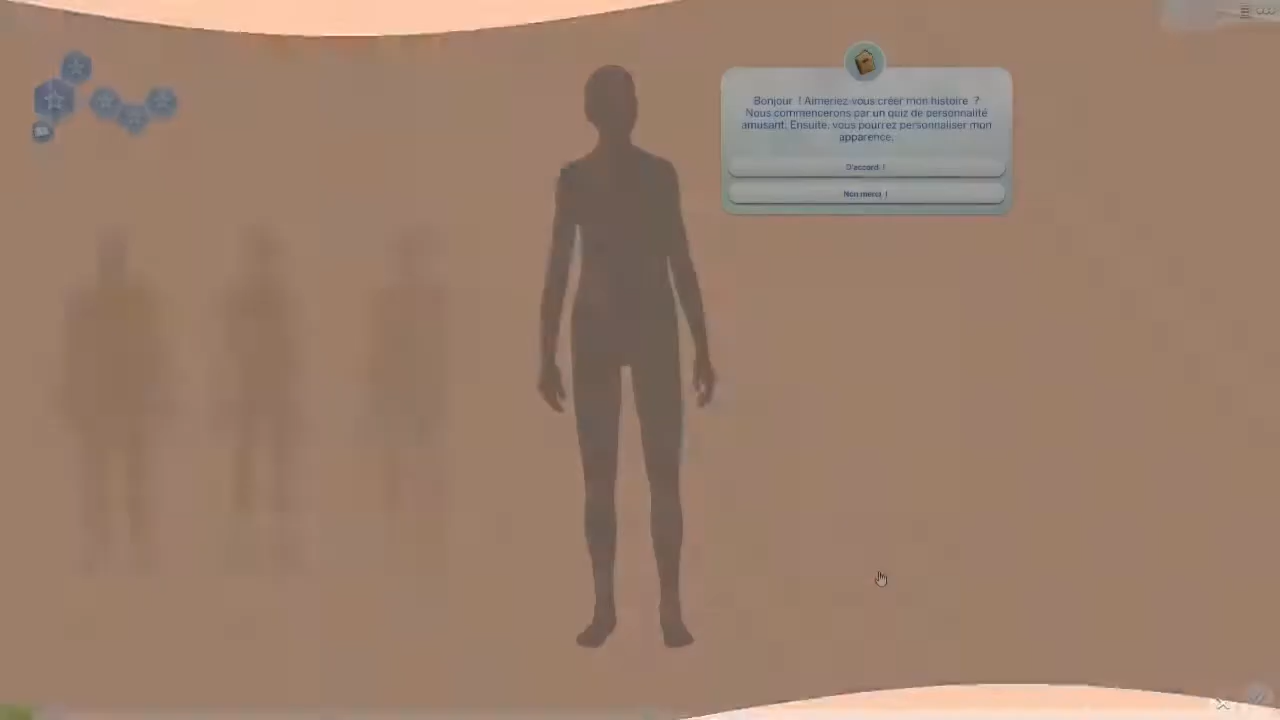 Bonjour ! Aimeriez-vous créer mon histoire ?
Nous commencerons par un quiz de personnalité
amusant. Ensuite, vous pourrez personnaliser mon
apparence.
D'accord !
Non merci !